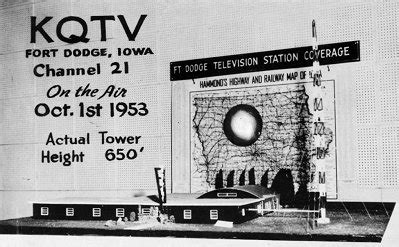 KQTV
FORT DODGE, IOWA
Channel 21
On the Air
Oct. 1st 1953
Actual Tower
Height 650'
FT DODGE TELEVISION STATION COVERAGE
HAMMOND'S HIGHWAY AND RAILWAY MAP OF
KQTV